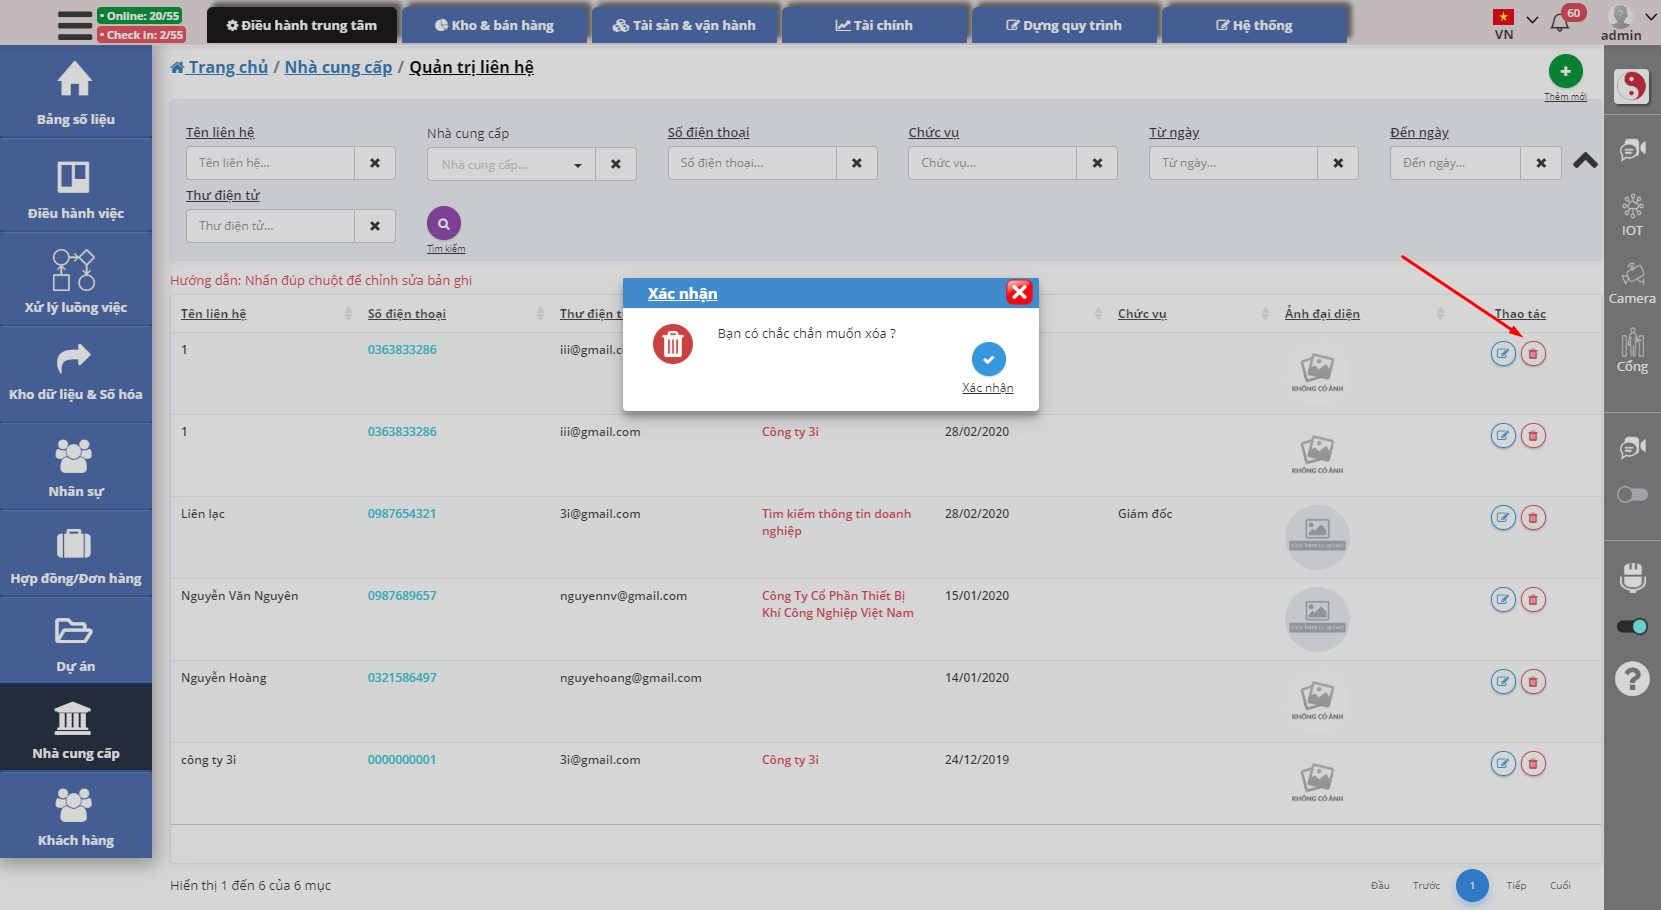 • Online: 20/55
• Check in: 2/55
Điều hành trung tâm
Kho & bán hàng
Tài sản & vận hành
Tài chính
Dựng quy trình
Hệ thống
VN
60
admin
Bảng số liệu
Điều hành việc
Xử lý luồng việc
Kho dữ liệu & Số hóa
Nhân sự
Hợp đồng/Đơn hàng
Dự án
Nhà cung cấp
Khách hàng
Trang chủ / Nhà cung cấp / Quản trị liên hệ
Thêm mới
Tên liên hệ
Nhà cung cấp
Số điện thoại
Chức vụ
Từ ngày
Đến ngày
Tên liên hệ...
Nhà cung cấp...
Số điện thoại...
Chức vụ...
Từ ngày...
Đến ngày...
Thư điện tử
Thư điện tử...
Tìm kiếm
Hướng dẫn: Nhấn đúp chuột để chỉnh sửa bản ghi
Tên liên hệ
Số điện thoại
Thư điện t
Chức vụ
Ảnh đại diện
Thao tác
Xác nhận
Bạn có chắc chắn muốn xóa ?
Xác nhận
1
0363833286
iii@gmail.c
KHÔNG CÓ ẢNH
1
0363833286
iii@gmail.com
Công ty 3i
28/02/2020
KHÔNG CÓ ẢNH
Liên lạc
0987654321
3i@gmail.com
Tìm kiếm thông tin doanh
nghiệp
28/02/2020
Giám đốc
click here to upload
Nguyễn Văn Nguyên
0987689657
nguyennv@gmail.com
Công Ty Cổ Phần Thiết Bị
Khí Công Nghiệp Việt Nam
15/01/2020
click here to upload
Nguyễn Hoàng
0321586497
nguyehoang@gmail.com
14/01/2020
KHÔNG CÓ ẢNH
công ty 3i
0000000001
3i@gmail.com
Công ty 3i
24/12/2019
KHÔNG CÓ ẢNH
Hiển thị 1 đến 6 của 6 mục
Đầu
Trước
1
Tiếp
Cuối
IOT
Camera
Cổng
?